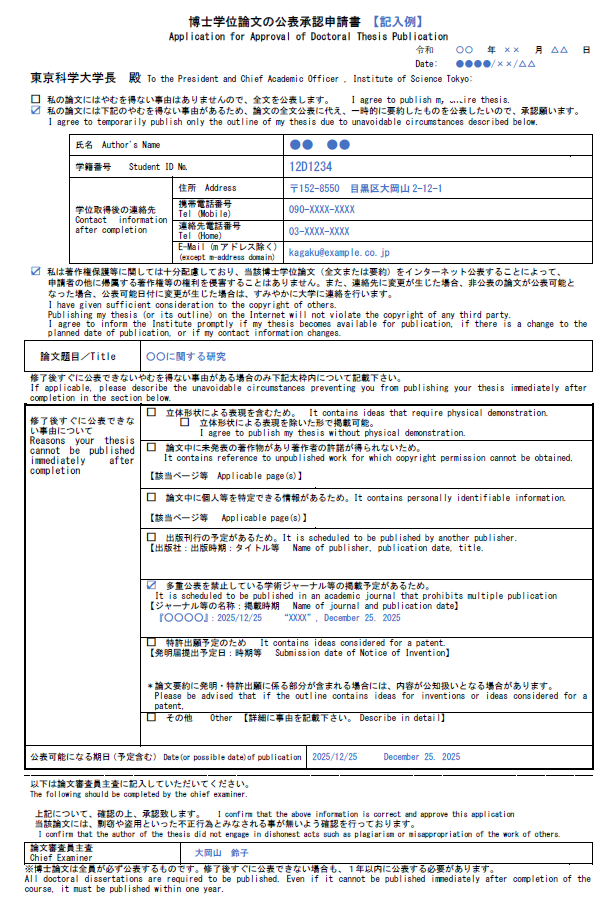 博士学位論文の公表承認申請書 【記入例】
Application for Approval of Doctoral Thesis Publication
令和 〇〇 年 ×× 月 △△ 日
Date: ●●●●/××/△△
東京科学大学長 殿 To the President and Chief Academic Officer , Institute of Science Tokyo:
☐ 私の論文にはやむを得ない事由はありませんので、全文を公表します。 I agree to publish my thesis.
☑ 私の論文には下記のやむを得ない事由があるため、論文の全文公表に代え、一時的に要約したものを公表したいので、承認願います。
I agree to temporarily publish only the outline of my thesis due to unavoidable circumstances described below.
氏名 Author's Name ●● ●●
学籍番号 Student ID No. 12D1234
学位取得後の連絡先
Contact information after completion
住所 Address 〒152-8550 目黒区大岡山 2-12-1
携帯電話番号
Tel (Mobile) 090-XXXX-XXXX
連絡先電話番号
Tel (Home) 03-XXXX-XXXX
E-Mail (m アドレス除く)
(except m-address domain) kagaku@example.co.jp
☑ 私は著作権保護等に関しては十分配慮しており、当該博士学位論文（全文または要約）をインターネット公表することによって、
申請者の他に帰属する著作権等の権利を侵害することはありません。また、連絡先に変更が生じた場合、非公表の論文が公表可能と
なった場合、公表可能日付に変更が生じた場合は、すみやかに大学に連絡を行います。
I have given sufficient consideration to the copyright of others.
Publishing my thesis (or its outline) on the Internet will not violate the copyright of any third party.
I agree to inform the Institute promptly if my thesis becomes available for publication, if there is a change to the
planned date of publication, or if my contact information changes.
論文題目／Title 〇〇に関する研究
修了後すぐに公表できないやむを得ない事由がある場合のみ下記太枠内について記載下さい。
If applicable, please describe the unavoidable circumstances preventing you from publishing your thesis immediately after
completion in the section below.
修了後すぐに公表できな
い事由について
Reasons your thesis
cannot be published
immediately after
completion
☐ 立体形状による表現を含むため。 It contains ideas that require physical demonstration.
☐ 立体形状による表現を除いた形で掲載可能。
I agree to publish my thesis without physical demonstration.
☐ 論文中に未発表の著作物があり著作者の許諾が得られないため。
It contains reference to unpublished work for which copyright permission cannot be obtained.
【該当ページ等 Applicable page(s)】
☐ 論文中に個人等を特定できる情報があるため。It contains personally identifiable information.
【該当ページ等 Applicable page(s)】
☐ 出版刊行の予定があるため。It is scheduled to be published by another publisher.
【出版社：出版時期：タイトル等 Name of publisher, publication date, title.
☑ 多重公表を禁止している学術ジャーナル等の掲載予定があるため。
It is scheduled to be published in an academic journal that prohibits multiple publication
【ジャーナル等の名称：掲載時期 Name of journal and publication date】
『〇〇〇〇』：2025/12/25 “XXXX”, December 25. 2025
☐ 特許出願予定のため It contains ideas considered for a patent.
【発明届提出予定日：時期等 Submission date of Notice of Invention】
＊論文要約に発明・特許出願に係る部分が含まれる場合には、内容が公知扱いとなる場合があります。
Please be advised that if the outline contains ideas for inventions or ideas considered for a
patent,
☐ その他 Other 【詳細に事由を記載下さい。 Describe in detail】
公表可能になる期日(予定含む) Date(or possible date)of publication 2025/12/25 December 25. 2025
以下は論文審査員主査に記入していただいてください。
The following should be completed by the chief examiner.
上記について、確認の上、承認致します。 I confirm that the above information is correct and approve this application
当該論文には、剽窃や盗用といった不正行為とみなされる事が無いよう確認を行っております。
I confirm that the author of the thesis did not engage in dishonest acts such as plagiarism or misappropriation of the work of others.
論文審査員主査
Chief Examiner 大岡山 鈴子
※博士論文は全員が必ず公表するものです。修了後すぐに公表できない場合も、１年以内に公表する必要があります。
All doctoral dissertations are required to be published. Even if it cannot be published immediately after completion of the
course, it must be published within one year.